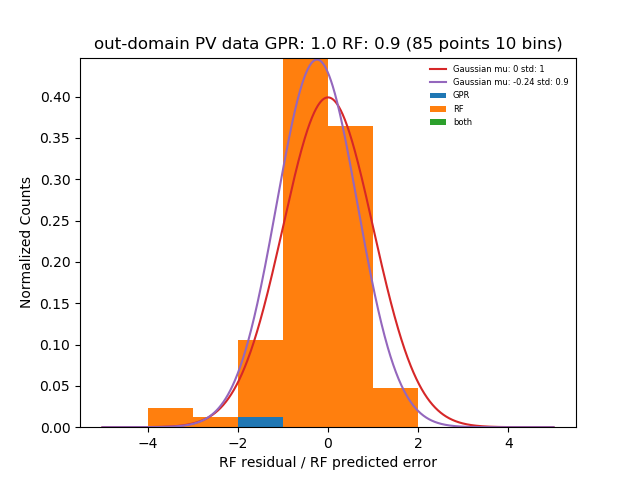 out-domain PV data GPR: 1.0 RF: 0.9 (85 points 10 bins)
Gaussian mu: 0 std: 1
Gaussian mu: -0.24 std: 0.9
GPR
RF
both
Normalized Counts
0.40
0.35
0.30
0.25
0.20
0.15
0.10
0.05
0.00
−4
−2
0
2
4
RF residual / RF predicted error